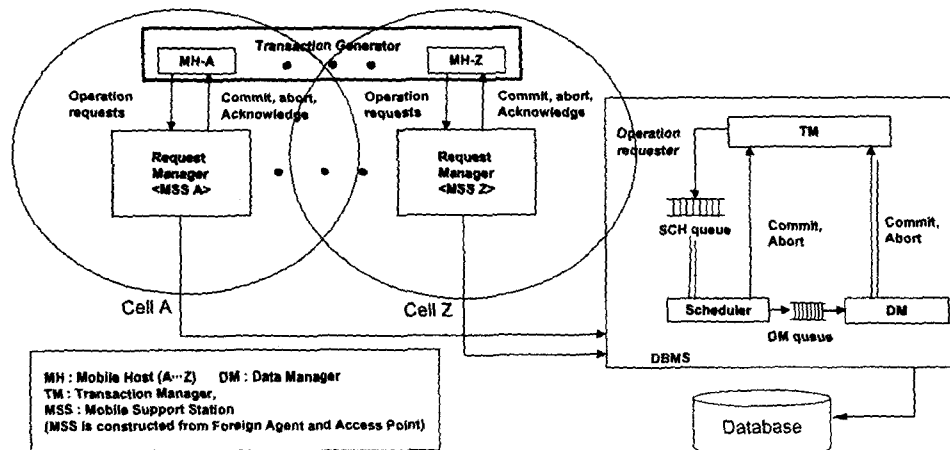 Transaction Generator
MH-A
MH-Z
Operation
requests
Commit, abort,
Acknowledge
Operation
requests
Commit, abort,
Acknowledge
Request
Manager
<MSS A>
Request
Manager
<MSS Z>
Cell A
Cell Z
Operation
requester
TM
SCH queue
Commit,
Abort
Commit,
Abort
Scheduler
DM queue
DM
DBMS
Database
MH : Mobile Host (A···Z) DM : Data Manager
TM : Transaction Manager,
MSS : Mobile Support Station
(MSS is constructed from Foreign Agent and Access Point)